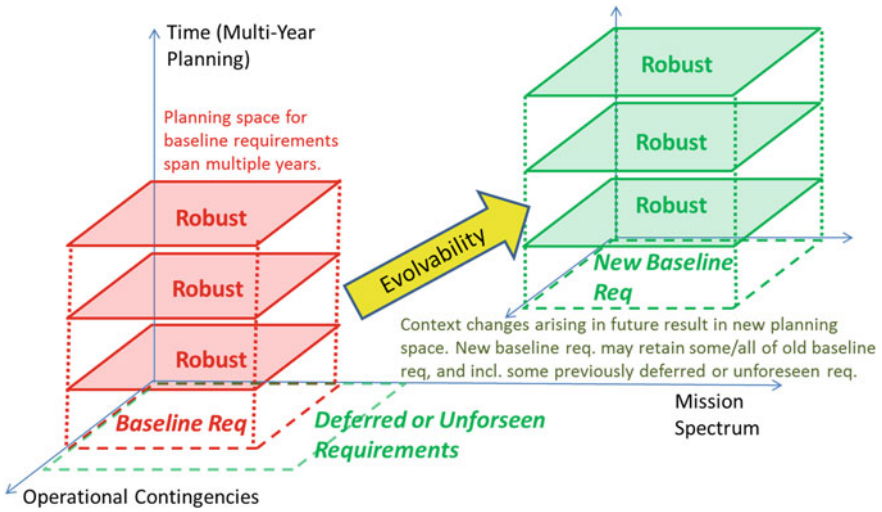 Time (Multi-Year
Planning)
Planning space for
baseline requirements
span multiple years.
Robust
Robust
Robust
Baseline Req
Operational Contingencies
Deferred or Unforseen
Requirements
Evolvability
Robust
Robust
Robust
New Baseline
Req
Context changes arising in future result in new planning
space. New baseline req. may retain some/all of old baseline
req, and incl. some previously deferred or unforeseen req.
Mission
Spectrum